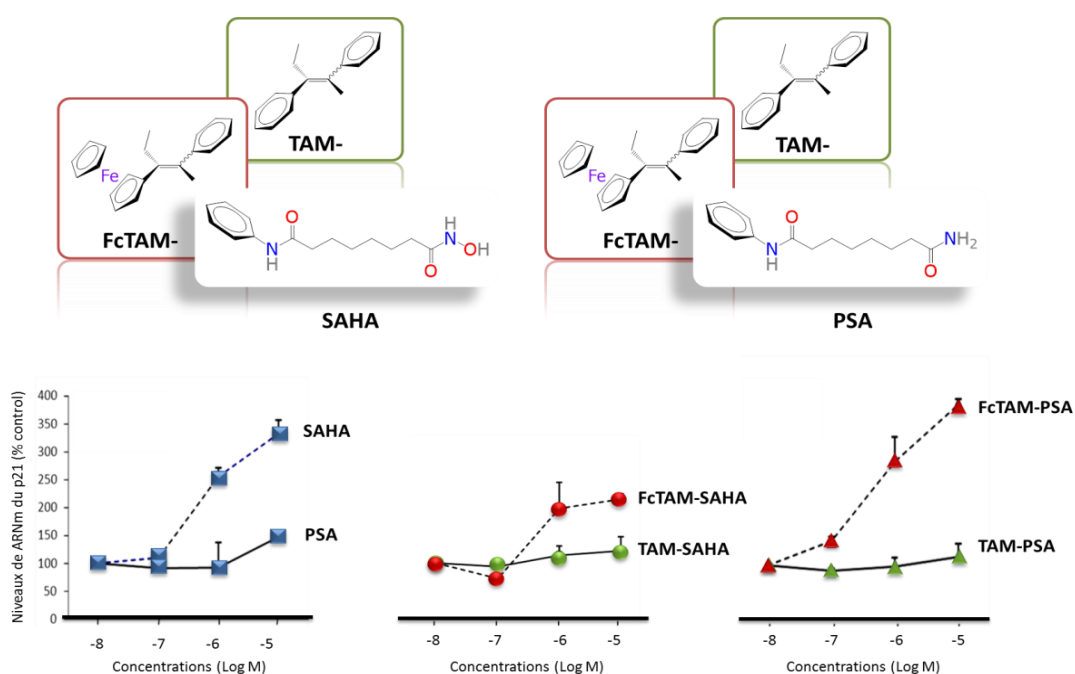 TAM-
TAM-
Fe
Fe
FcTAM-
FcTAM-
O
H
N
OH
N
H
O
O
NH2
N
H
O
SAHA
PSA
Niveaux de ARNm du p21 (% control)
400
350
300
250
200
150
100
50
0
SAHA
PSA
-8
-7
-6
-5
Concentrations (Log M)
FcTAM-SAHA
TAM-SAHA
-8
-7
-6
-5
Concentrations (Log M)
FcTAM-PSA
TAM-PSA
-8
-7
-6
-5
Concentrations (Log M)